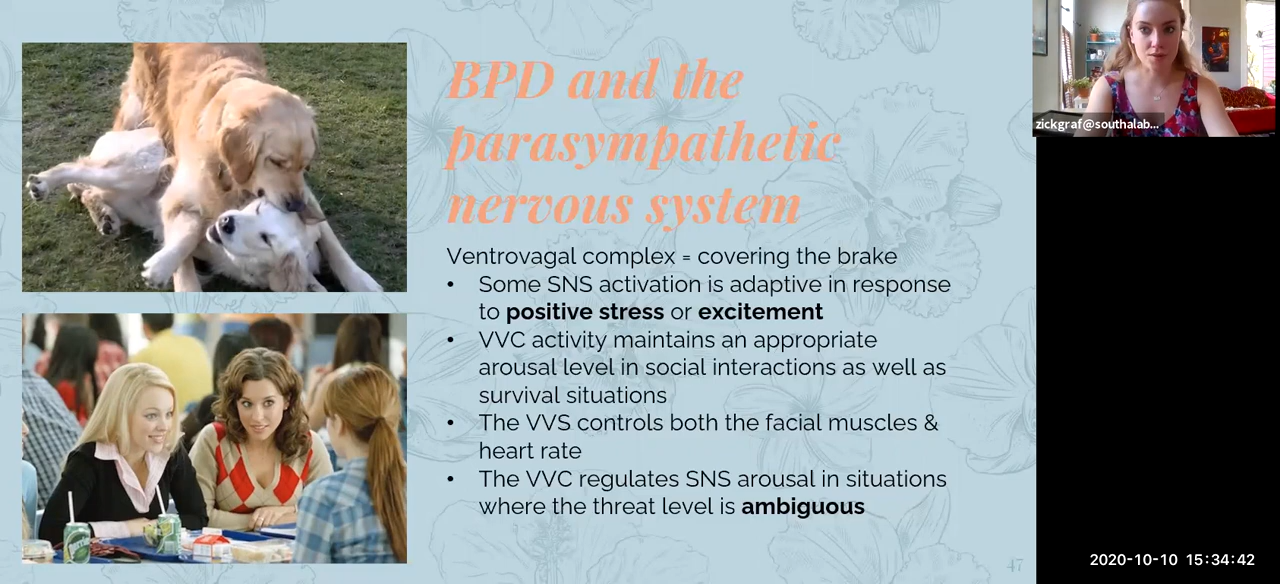 BPD and the
parasympathetic
nervous system
Ventrovagal complex = covering the brake
• Some SNS activation is adaptive in response
to positive stress or excitement
• VVC activity maintains an appropriate
arousal level in social interactions as well as
survival situations
• The VVS controls both the facial muscles &
heart rate
• The VVC regulates SNS arousal in situations
where the threat level is ambiguous
47
zickgraf@southalab...
2020-10-10 15:34:42